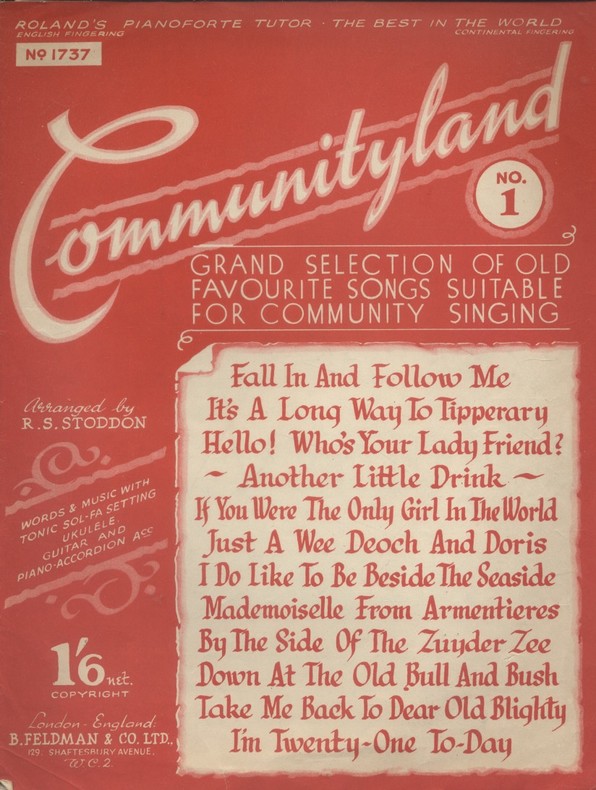 ROLAND'S PIANOFORTE TUTOR · THE BEST IN THE WORLD
ENGLISH FINGERING CONTINENTAL FINGERING
Nº 1737
Communityland
NO.
1
GRAND SELECTION OF OLD
FAVOURITE SONGS SUITABLE
FOR COMMUNITY SINGING
Fall In And Follow Me
It's A Long Way To Tipperary
Hello! Who's Your Lady Friend?
~ Another Little Drink ~
If You Were The Only Girl In The World
Just A Wee Deoch And Doris
I Do Like To Be Beside The Seaside
Mademoiselle From Armentieres
By The Side Of The Zuyder Zee
Down At The Old Bull And Bush
Take Me Back To Dear Old Blighty
I'm Twenty-One To-Day
Arranged by
R.S. STODDON
WORDS & MUSIC WITH
TONIC SOL-FA SETTING
UKULELE
GUITAR AND
PIANO-ACCORDION ACC
1'6 net.
COPYRIGHT
London - England:
B. FELDMAN & CO. LTD.,
SHAFTESBURY AVENUE,
W.C.2.